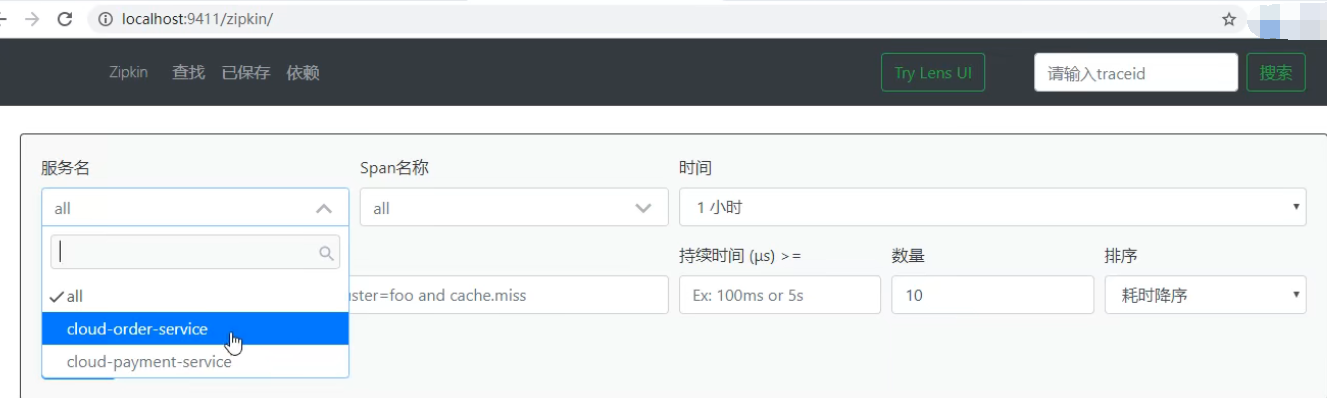 localhost:9411/zipkin/
Zipkin 查找 已保存 依赖 Try Lens UI 请输入traceid 搜索
服务名 Span名称 时间
all all 1 小时
持续时间 (μs) >= 数量 排序
all uster=foo and cache.miss Ex: 100ms or 5s 10 耗时降序
cloud-order-service
cloud-payment-service